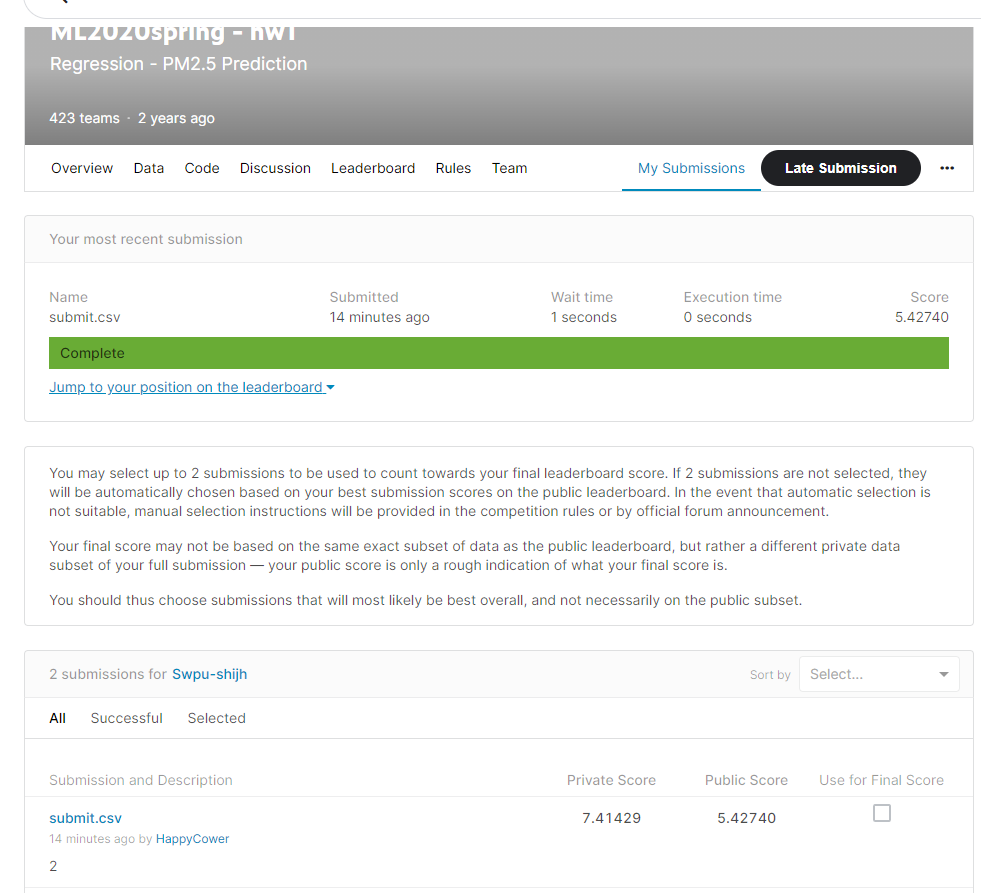 ML2020spring - hw1
Regression - PM2.5 Prediction
423 teams · 2 years ago
Overview Data Code Discussion Leaderboard Rules Team My Submissions Late Submission ...
Your most recent submission
Name Submitted Wait time Execution time Score
submit.csv 14 minutes ago 1 seconds 0 seconds 5.42740
Complete
Jump to your position on the leaderboard
You may select up to 2 submissions to be used to count towards your final leaderboard score. If 2 submissions are not selected, they
will be automatically chosen based on your best submission scores on the public leaderboard. In the event that automatic selection is
not suitable, manual selection instructions will be provided in the competition rules or by official forum announcement.
Your final score may not be based on the same exact subset of data as the public leaderboard, but rather a different private data
subset of your full submission — your public score is only a rough indication of what your final score is.
You should thus choose submissions that will most likely be best overall, and not necessarily on the public subset.
2 submissions for Swpu-shijh Sort by Select...
All Successful Selected
Submission and Description Private Score Public Score Use for Final Score
submit.csv 7.41429 5.42740
14 minutes ago by HappyCower
2